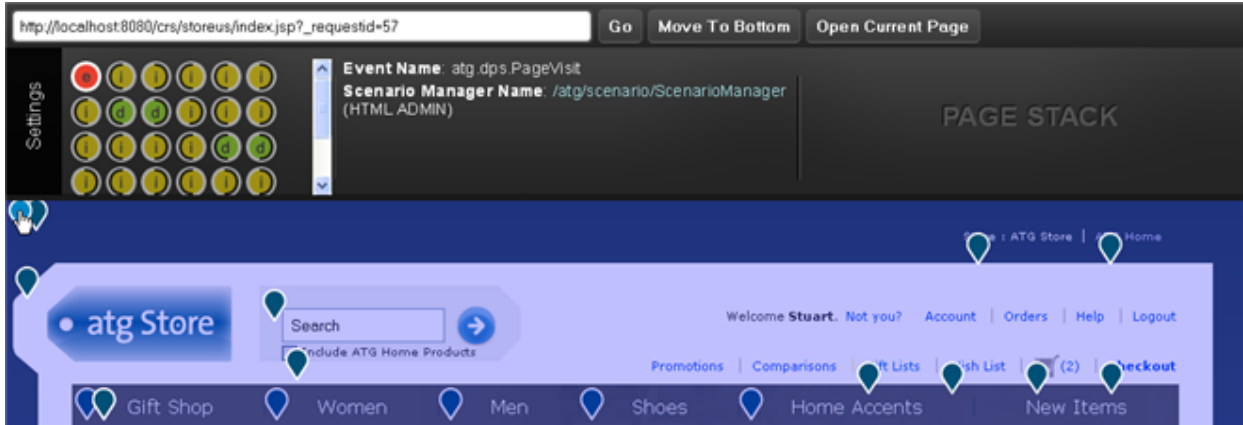 http://localhost:8080/crs/storeus/index.jsp?_requestid=57 Go Move To Bottom Open Current Page
Settings
e i i i i i
i d d i i i
i i i i d d
i i i i i i
Event Name: atg.dps.PageVisit
Scenario Manager Name: /atg/scenario/ScenarioManager
(HTML ADMIN)
PAGE STACK
: ATG Store | Home
atg Store
Search
Include ATG Home Products
Welcome Stuart. Not you? Account | Orders | Help | Logout
Promotions | Comparisons | Lists | List | (2) |
Gift Shop Women Men Shoes Home Accents New Items